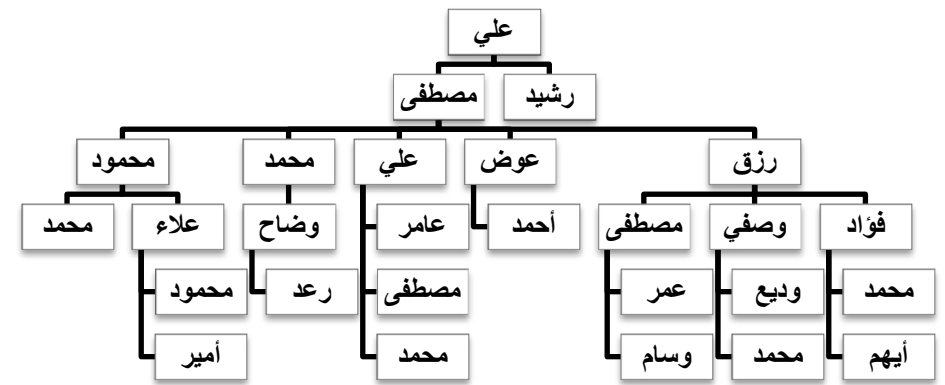 علي
رشيد
مصطفى
رزق
عوض
علي
محمد
محمود
فؤاد
وصفي
مصطفى
أحمد
عامر
وضاح
علاء
محمد
محمد
وديع
عمر
مصطفى
رعد
محمود
أيهم
محمد
وسام
محمد
أمير